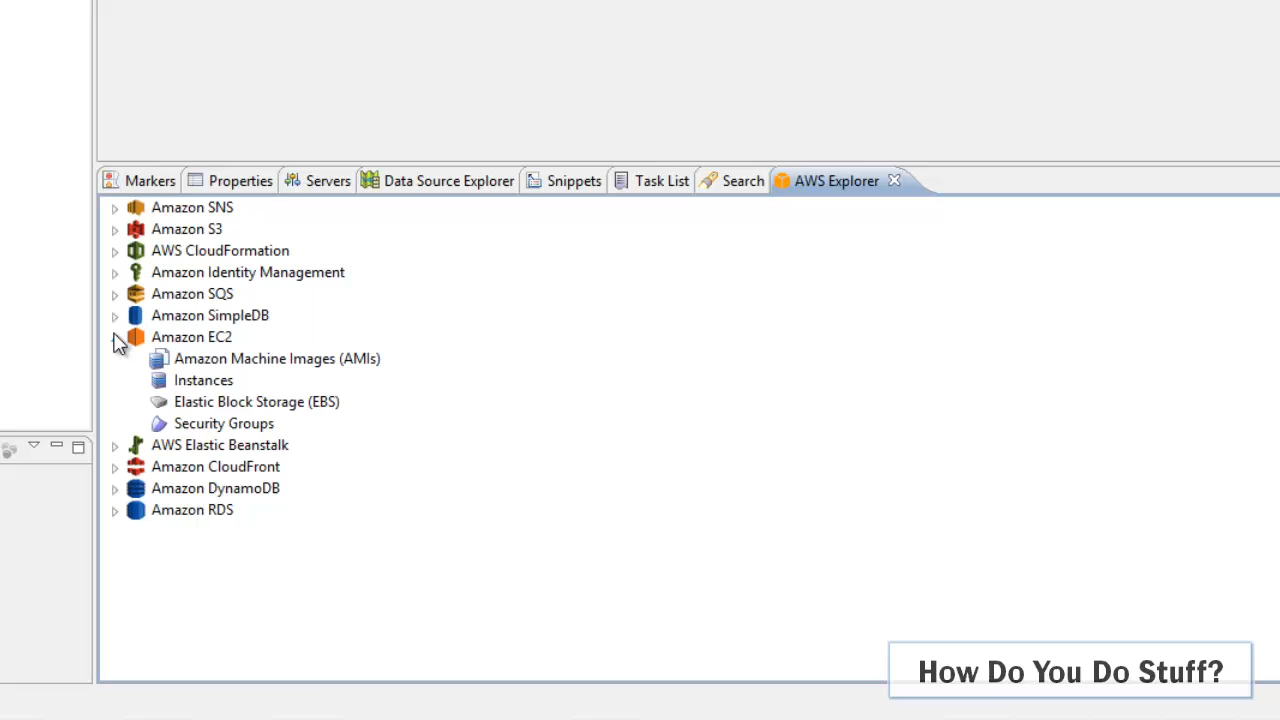 Markers Properties Servers Data Source Explorer Snippets Task List Search AWS Explorer
Amazon SNS
Amazon S3
AWS CloudFormation
Amazon Identity Management
Amazon SQS
Amazon SimpleDB
Amazon EC2
Amazon Machine Images (AMIs)
Instances
Elastic Block Storage (EBS)
Security Groups
AWS Elastic Beanstalk
Amazon CloudFront
Amazon DynamoDB
Amazon RDS
How Do You Do Stuff?